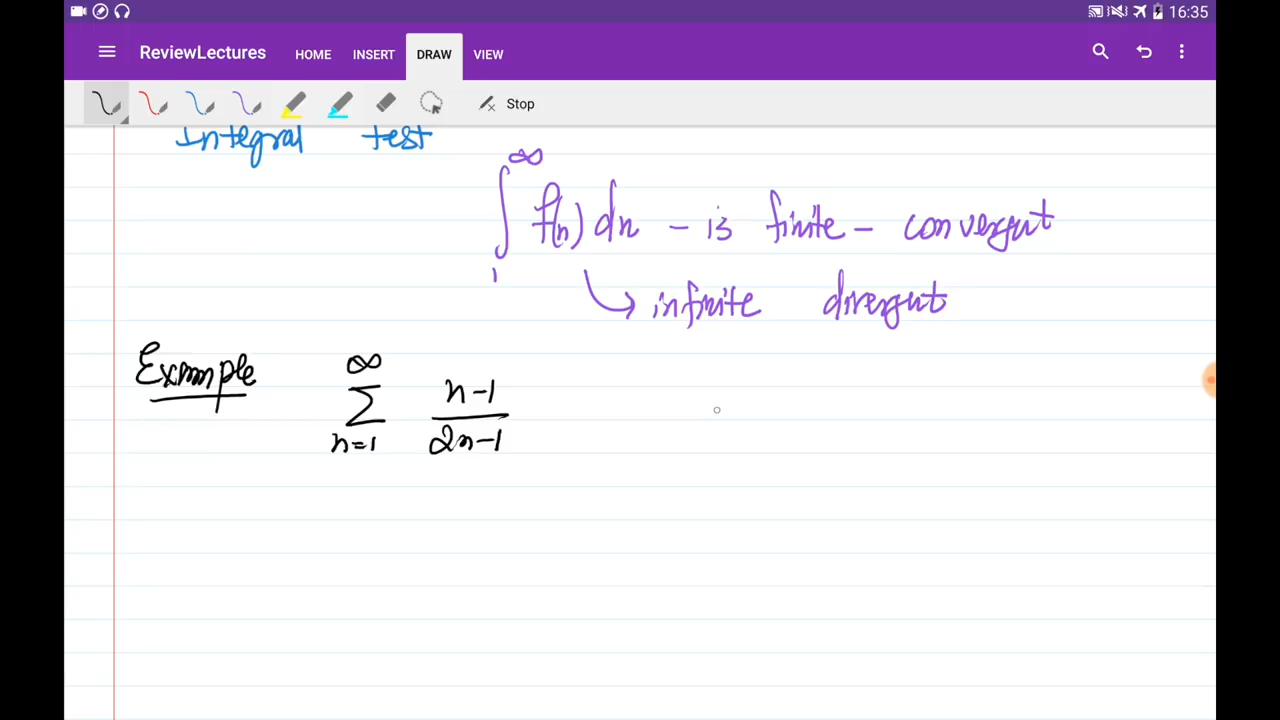 16:35
ReviewLectures HOME INSERT DRAW VIEW
Stop
Integral test
∫₁^∞ f(n) dn – is finite – convergent
↳ infinite divergent
Example ∑_{n=1}^{∞} (n-1)/(2n-1)